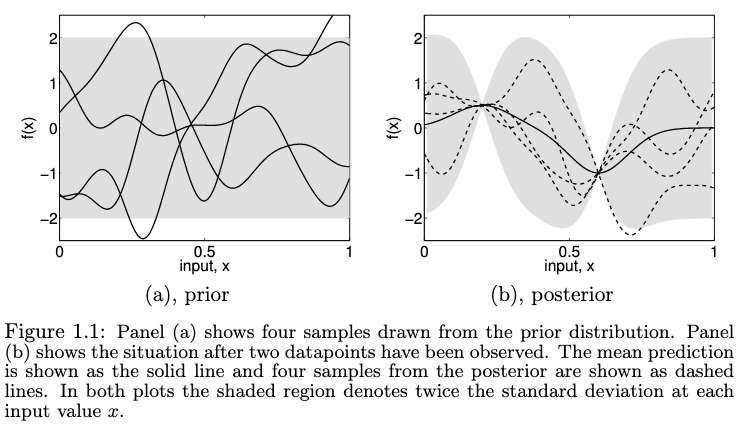 2
1
0
−1
−2
f(x)
0
0.5
1
input, x
(a), prior
2
1
0
−1
−2
f(x)
0
0.5
1
input, x
(b), posterior
Figure 1.1: Panel (a) shows four samples drawn from the prior distribution. Panel
(b) shows the situation after two datapoints have been observed. The mean prediction
is shown as the solid line and four samples from the posterior are shown as dashed
lines. In both plots the shaded region denotes twice the standard deviation at each
input value x.